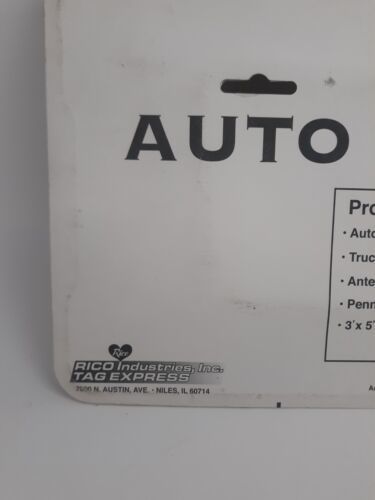 AUTO
Pro
· Auto
· Truc
· Ante
· Penn
· 3'x 5'
Rico
RICO Industries, Inc.
TAG EXPRESS
N. AUSTIN, AVE. · NILES, IL 60714